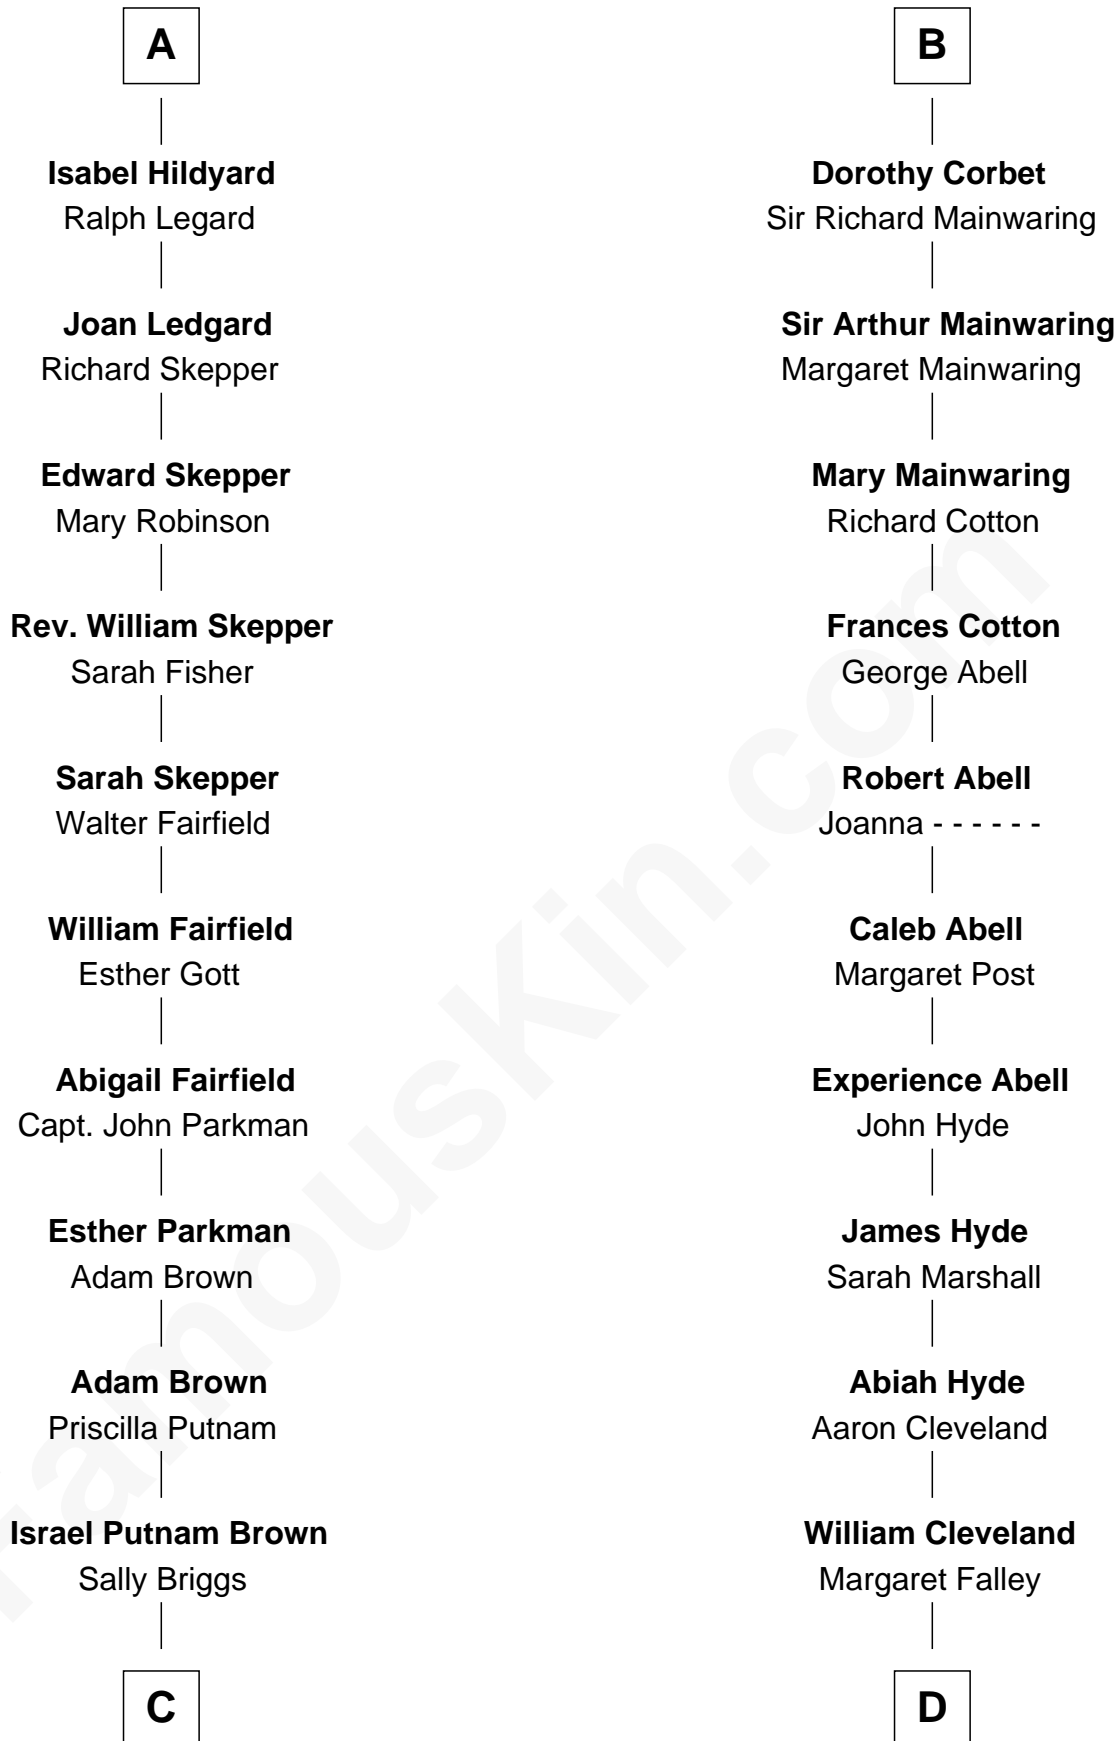 A
Isabel Hildyard
Ralph Legard
Joan Ledgard
Richard Skepper
Edward Skepper
Mary Robinson
Rev. William Skepper
Sarah Fisher
Sarah Skepper
Walter Fairfield
William Fairfield
Esther Gott
Abigail Fairfield
Capt. John Parkman
Esther Parkman
Adam Brown
Adam Brown
Priscilla Putnam
Israel Putnam Brown
Sally Briggs
C
B
Dorothy Corbet
Sir Richard Mainwaring
Sir Arthur Mainwaring
Margaret Mainwaring
Mary Mainwaring
Richard Cotton
Frances Cotton
George Abell
Robert Abell
Joanna - - - - - -
Caleb Abell
Margaret Post
Experience Abell
John Hyde
James Hyde
Sarah Marshall
Abiah Hyde
Aaron Cleveland
William Cleveland
Margaret Falley
D
FamousKin.com